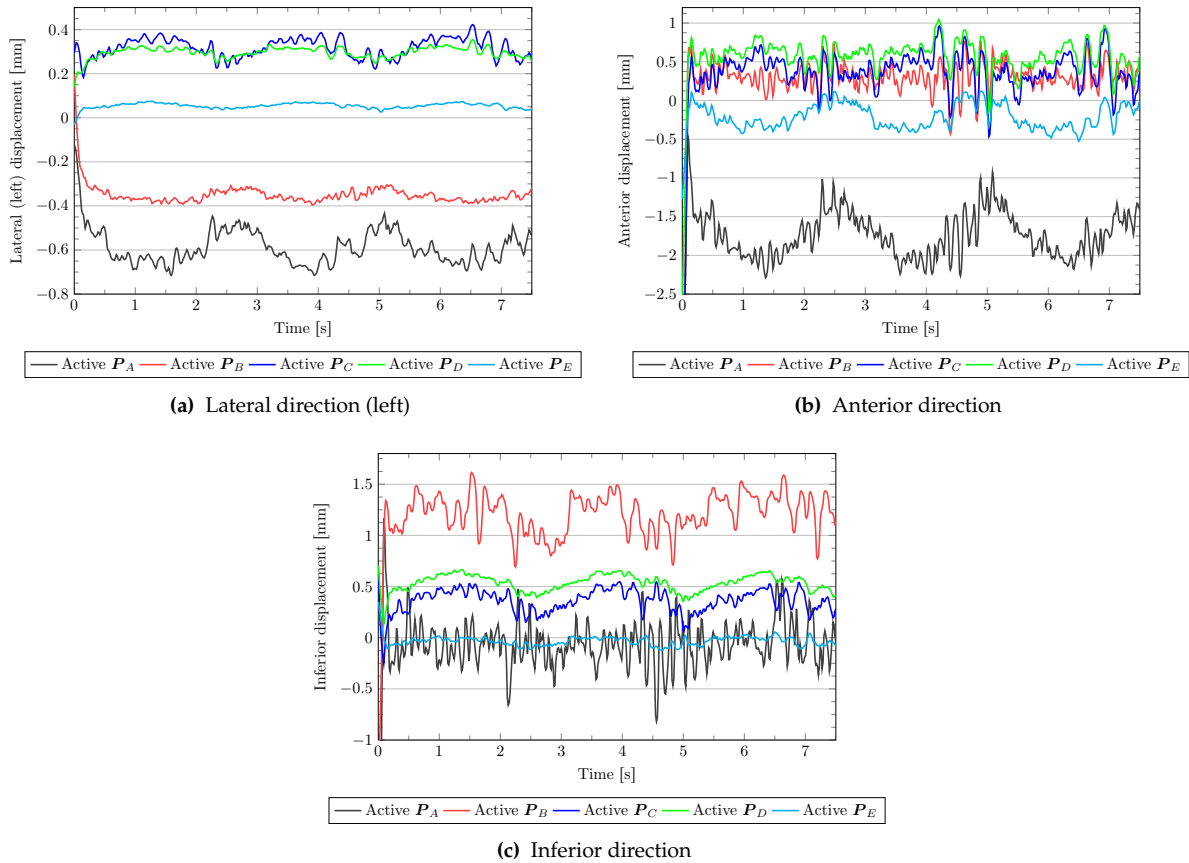 Lateral (left) displacement [mm]
0.4
0.2
0
−0.2
−0.4
−0.6
−0.8
0 1 2 3 4 5 6 7
Time [s]
Active P_A Active P_B Active P_C Active P_D Active P_E
(a) Lateral direction (left)
Anterior displacement [mm]
1
0.5
0
−0.5
−1
−1.5
−2
−2.5
0 1 2 3 4 5 6 7
Time [s]
Active P_A Active P_B Active P_C Active P_D Active P_E
(b) Anterior direction
Inferior displacement [mm]
1.5
1
0.5
0
−0.5
−1
0 1 2 3 4 5 6 7
Time [s]
Active P_A Active P_B Active P_C Active P_D Active P_E
(c) Inferior direction